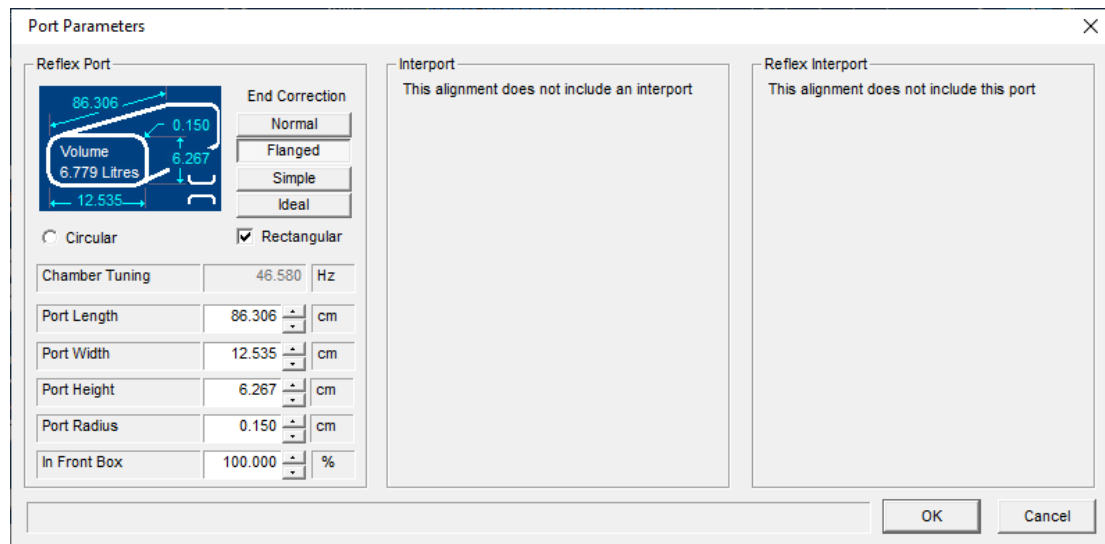 Port Parameters
Reflex Port
86.306
0.150
Volume
6.267
6.779 Litres
12.535
End Correction
Normal
Flanged
Simple
Ideal
Circular
Rectangular
Chamber Tuning 46.580 Hz
Port Length 86.306 cm
Port Width 12.535 cm
Port Height 6.267 cm
Port Radius 0.150 cm
In Front Box 100.000 %
Interport
This alignment does not include an interport
Reflex Interport
This alignment does not include this port
OK Cancel